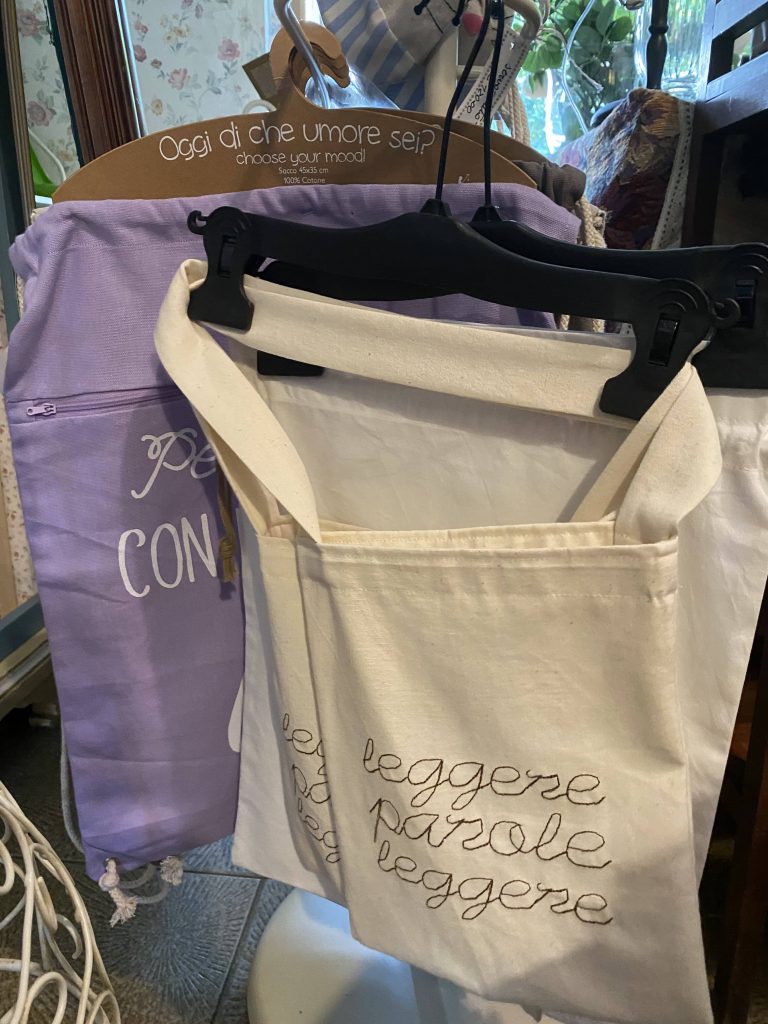 Oggi di che umore sei?
choose your mood!
Sacco 45x35 cm
100% Cotone
CON
leggere
parole
leggere